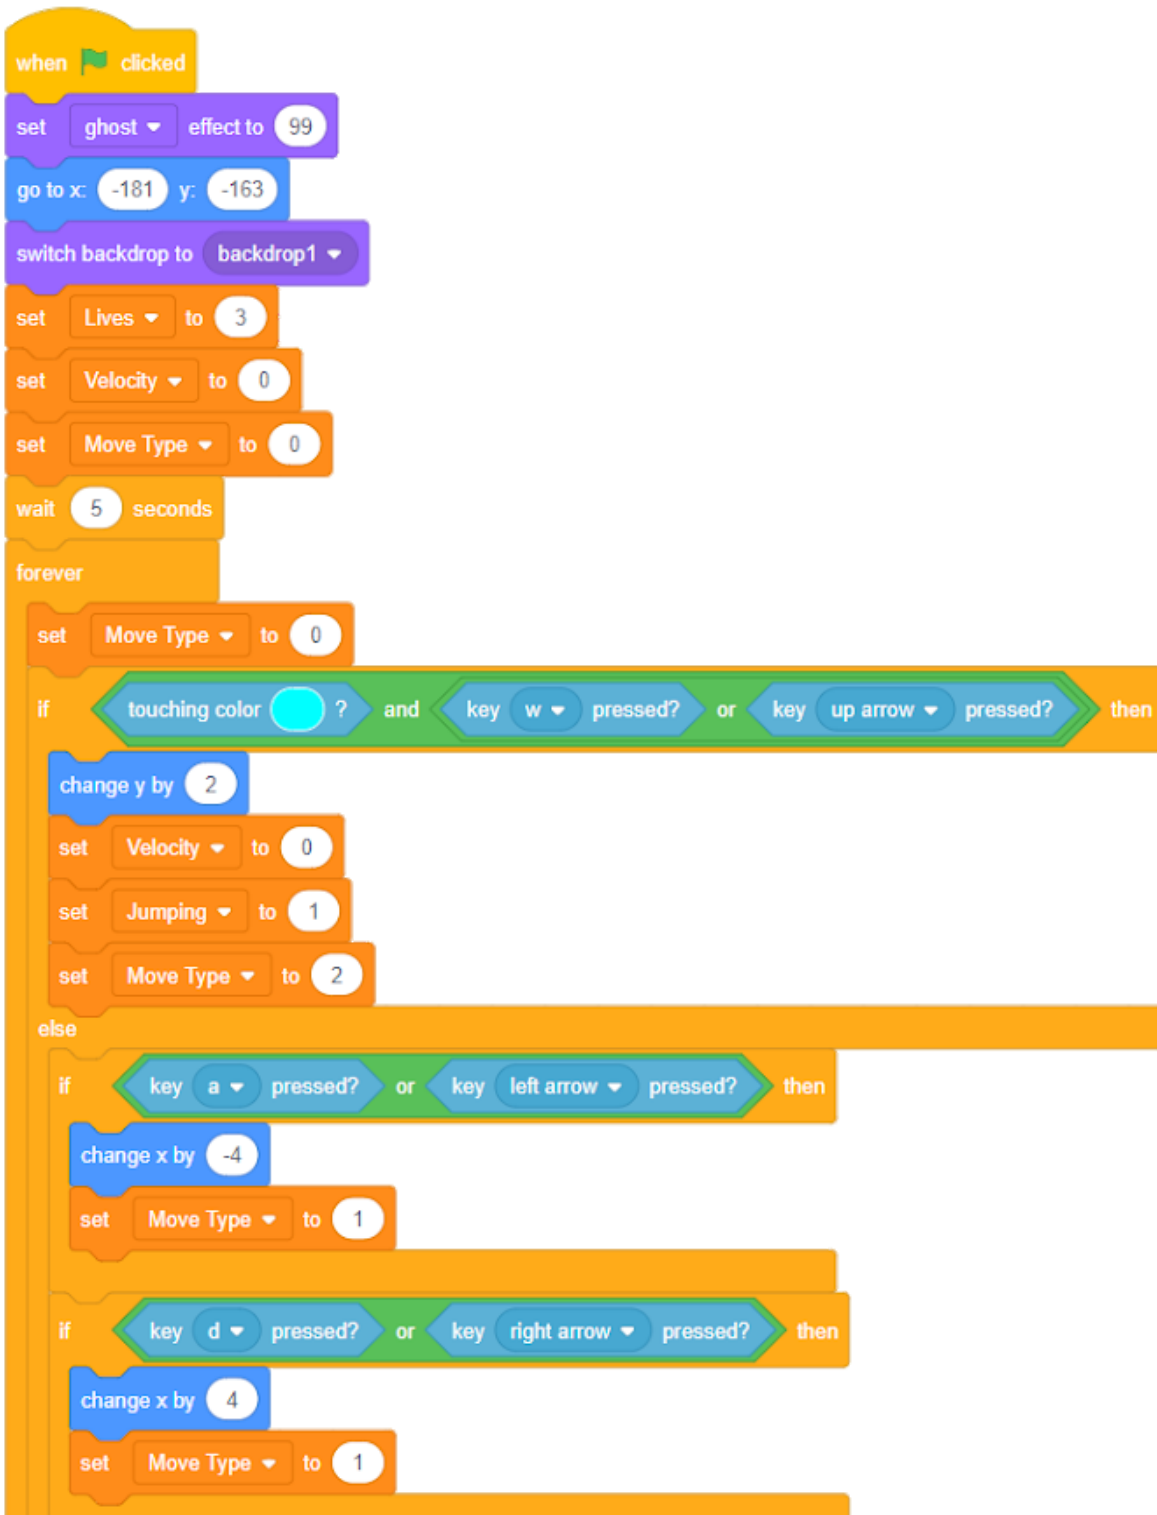 when clicked
set ghost effect to 99
go to x: -181 y: -163
switch backdrop to backdrop1
set Lives to 3
set Velocity to 0
set Move Type to 0
wait 5 seconds
forever
set Move Type to 0
if touching color ? and key w pressed? or key up arrow pressed? then
change y by 2
set Velocity to 0
set Jumping to 1
set Move Type to 2
else
if key a pressed? or key left arrow pressed? then
change x by -4
set Move Type to 1
if key d pressed? or key right arrow pressed? then
change x by 4
set Move Type to 1